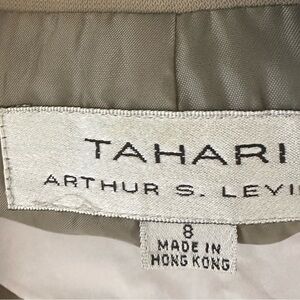 TAHARI
ARTHUR S. LEVI
8
MADE IN
HONG KONG